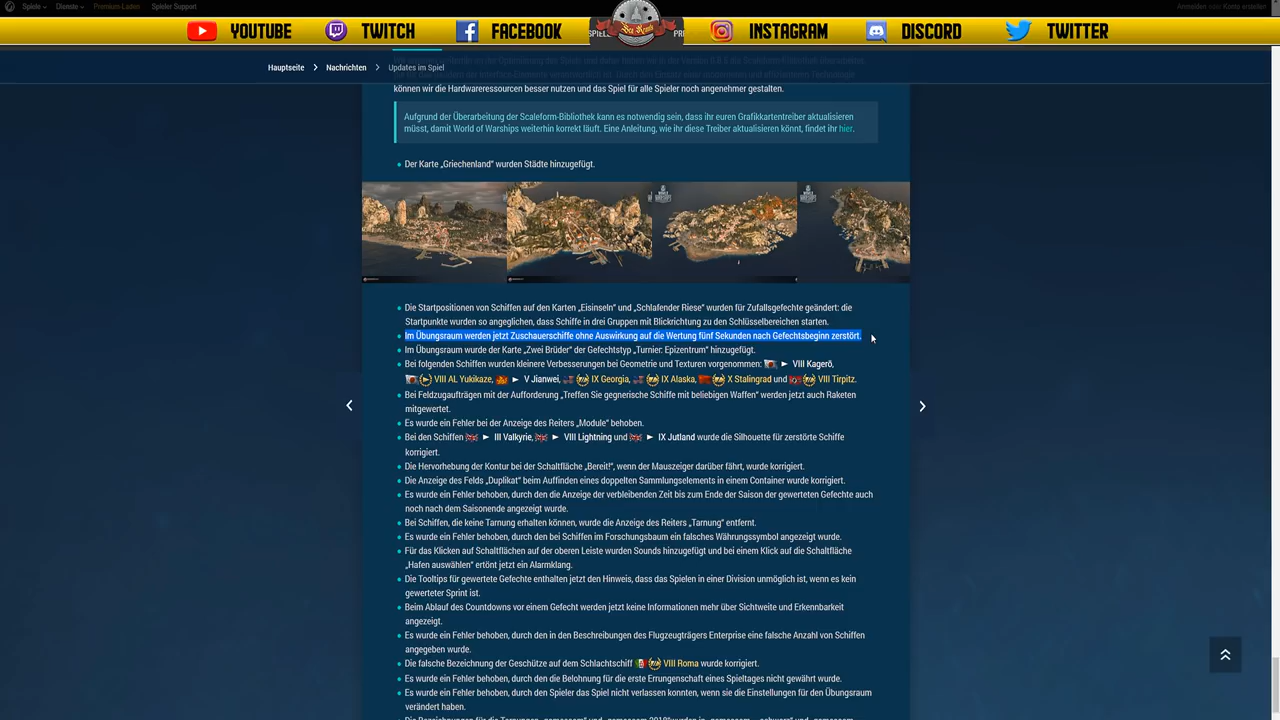 Spiele Dienste Premium-Laden Spieler Support Anmelden oder Konto erstellen
YOUTUBE TWITCH FACEBOOK INSTAGRAM DISCORD TWITTER
Hauptseite Nachrichten Updates im Spiel
können wir die Hardwareressourcen besser nutzen und das Spiel für alle Spieler noch angenehmer gestalten.
Aufgrund der Überarbeitung der Scaleform-Bibliothek kann es notwendig sein, dass ihr euren Grafikkartentreiber aktualisieren
müsst, damit World of Warships weiterhin korrekt läuft. Eine Anleitung, wie ihr diese Treiber aktualisieren könnt, findet ihr hier.
Der Karte „Griechenland" wurden Städte hinzugefügt.
Die Startpositionen von Schiffen auf den Karten „Eisinseln" und „Schlafender Riese" wurden für Zufallsgefechte geändert: die
Startpunkte wurden so angeglichen, dass Schiffe in drei Gruppen mit Blickrichtung zu den Schlüsselbereichen starten.
Im Übungsraum werden jetzt Zuschauerschiffe ohne Auswirkung auf die Wertung fünf Sekunden nach Gefechtsbeginn zerstört.
Im Übungsraum wurde der Karte „Zwei Brüder" der Gefechtstyp „Turnier: Epizentrum" hinzugefügt.
Bei folgenden Schiffen wurden kleinere Verbesserungen bei Geometrie und Texturen vorgenommen: VIII Kagerō,
VIII AL Yukikaze, V Jianwei, IX Georgia, IX Alaska, X Stalingrad und VIII Tirpitz.
Bei Feldzugaufträgen mit der Aufforderung „Treffen Sie gegnerische Schiffe mit beliebigen Waffen" werden jetzt auch Raketen
mitgewertet.
Es wurde ein Fehler bei der Anzeige des Reiters „Module" behoben.
Bei den Schiffen III Valkyrie, VIII Lightning und IX Jutland wurde die Silhouette für zerstörte Schiffe
korrigiert.
Die Hervorhebung der Kontur bei der Schaltfläche „Bereit!", wenn der Mauszeiger darüber fährt, wurde korrigiert.
Die Anzeige des Felds „Duplikat" beim Auffinden eines doppelten Sammlungselements in einem Container wurde korrigiert.
Es wurde ein Fehler behoben, durch den die Anzeige der verbleibenden Zeit bis zum Ende der Saison der gewerteten Gefechte auch
noch nach dem Saisonende angezeigt wurde.
Bei Schiffen, die keine Tarnung erhalten können, wurde die Anzeige des Reiters „Tarnung" entfernt.
Es wurde ein Fehler behoben, durch den bei Schiffen im Forschungsbaum ein falsches Währungssymbol angezeigt wurde.
Für das Klicken auf Schaltflächen auf der oberen Leiste wurden Sounds hinzugefügt und bei einem Klick auf die Schaltfläche
„Hafen auswählen" ertönt jetzt ein Alarmklang.
Die Tooltips für gewertete Gefechte enthalten jetzt den Hinweis, dass das Spielen in einer Division unmöglich ist, wenn es kein
gewerteter Sprint ist.
Beim Ablauf des Countdowns vor einem Gefecht werden jetzt keine Informationen mehr über Sichtweite und Erkennbarkeit
angezeigt.
Es wurde ein Fehler behoben, durch den in den Beschreibungen des Flugzeugträgers Enterprise eine falsche Anzahl von Schiffen
angegeben wurde.
Die falsche Bezeichnung der Geschütze auf dem Schlachtschiff VIII Roma wurde korrigiert.
Es wurde ein Fehler behoben, durch den die Belohnung für die erste Errungenschaft eines Spieltages nicht gewährt wurde.
Es wurde ein Fehler behoben, durch den Spieler das Spiel nicht verlassen konnten, wenn sie die Einstellungen für den Übungsraum
verändert haben.